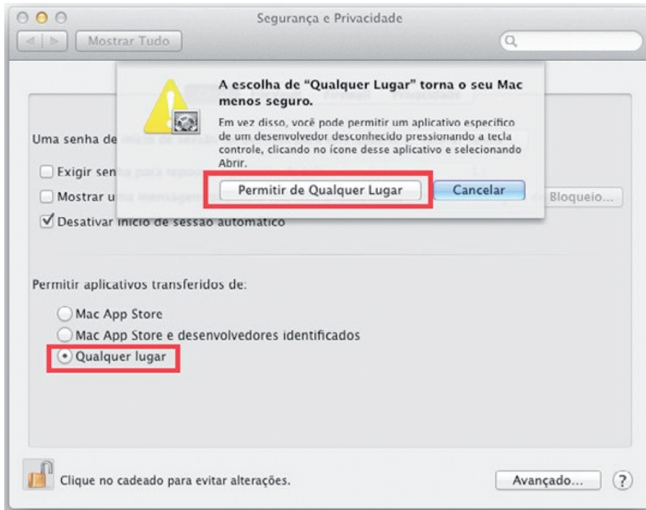 Segurança e Privacidade
Mostrar Tudo
A escolha de “Qualquer Lugar” torna o seu Mac
menos seguro.
Em vez disso, você pode permitir um aplicativo específico
de um desenvolvedor desconhecido pressionando a tecla
controle, clicando no ícone desse aplicativo e selecionando
Abrir.
Permitir de Qualquer Lugar
Cancelar
Uma senha de
Exigir
Mostrar
Bloqueio...
Desativar início de sessão automático
Permitir aplicativos transferidos de:
Mac App Store
Mac App Store e desenvolvedores identificados
Qualquer lugar
Clique no cadeado para evitar alterações.
Avançado...
?